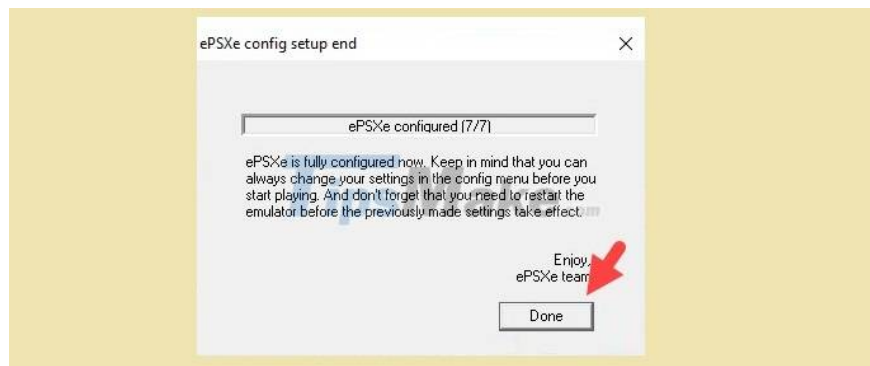 ePSXe config setup end
ePSXe configured (7/7)
ePSXe is fully configured now. Keep in mind that you can
always change your settings in the config menu before you
start playing. And don't forget that you need to restart the
emulator before the previously made settings take effect.
TipsMake.com
Enjoy,
ePSXe team
Done